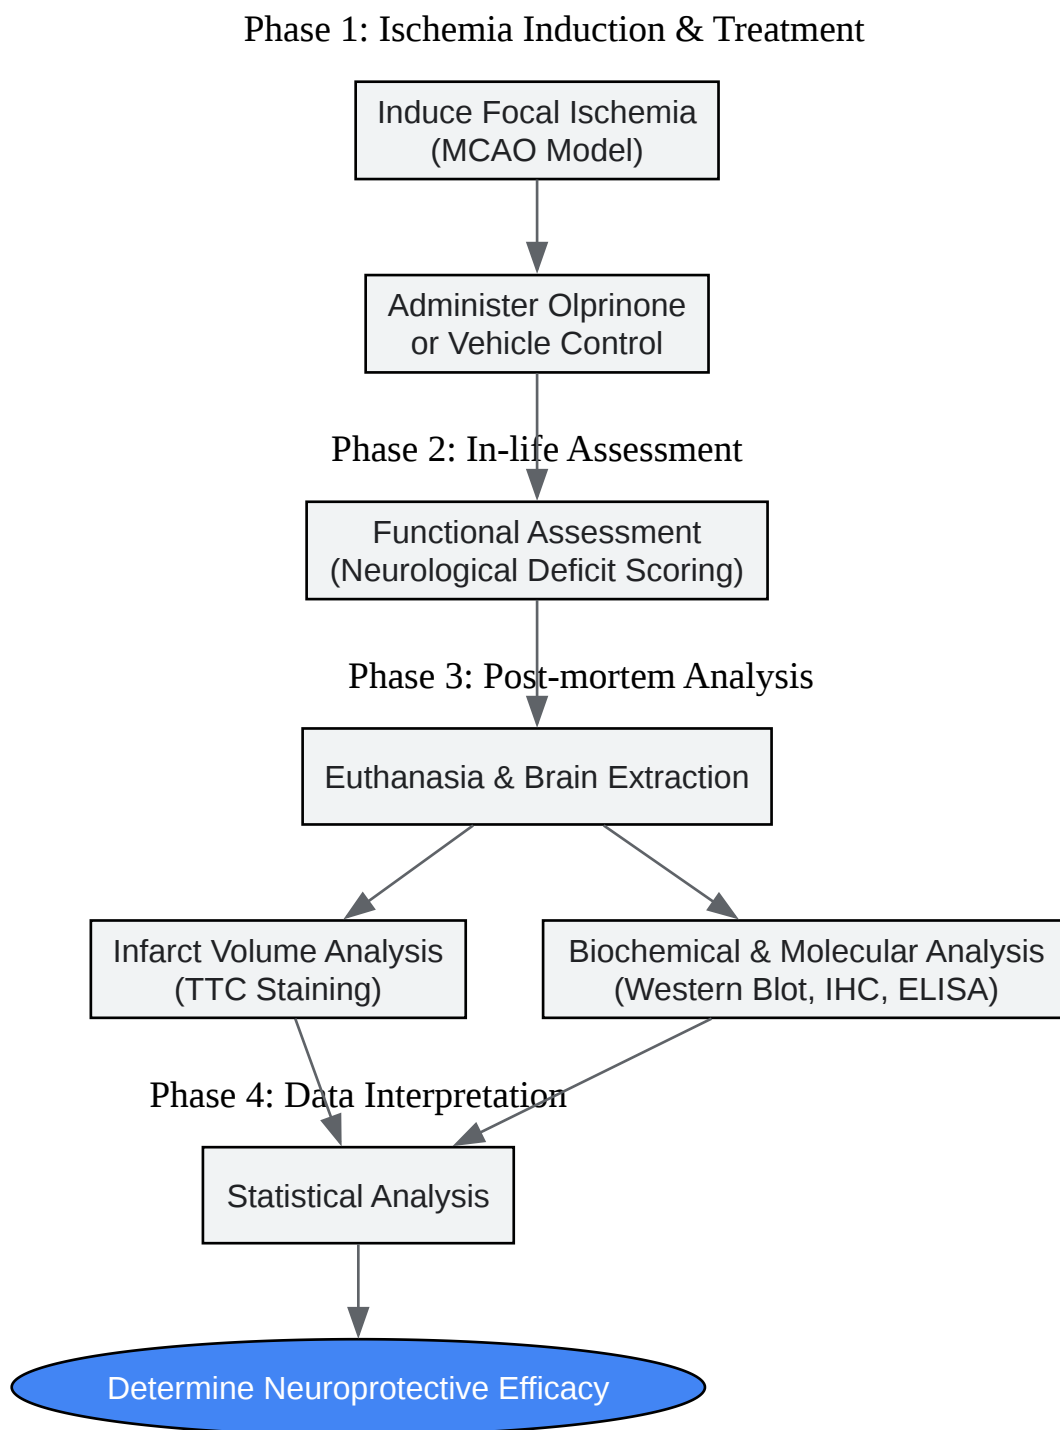 Phase 1: Ischemia Induction & Treatment
Induce Focal Ischemia
(MCAO Model)
Administer Olprinone
or Vehicle Control
Phase 2: In-life Assessment
Functional Assessment
(Neurological Deficit Scoring)
Phase 3: Post-mortem Analysis
Euthanasia & Brain Extraction
Infarct Volume Analysis
(TTC Staining)
Biochemical & Molecular Analysis
(Western Blot, IHC, ELISA)
Phase 4: Data Interpretation
Statistical Analysis
Determine Neuroprotective Efficacy